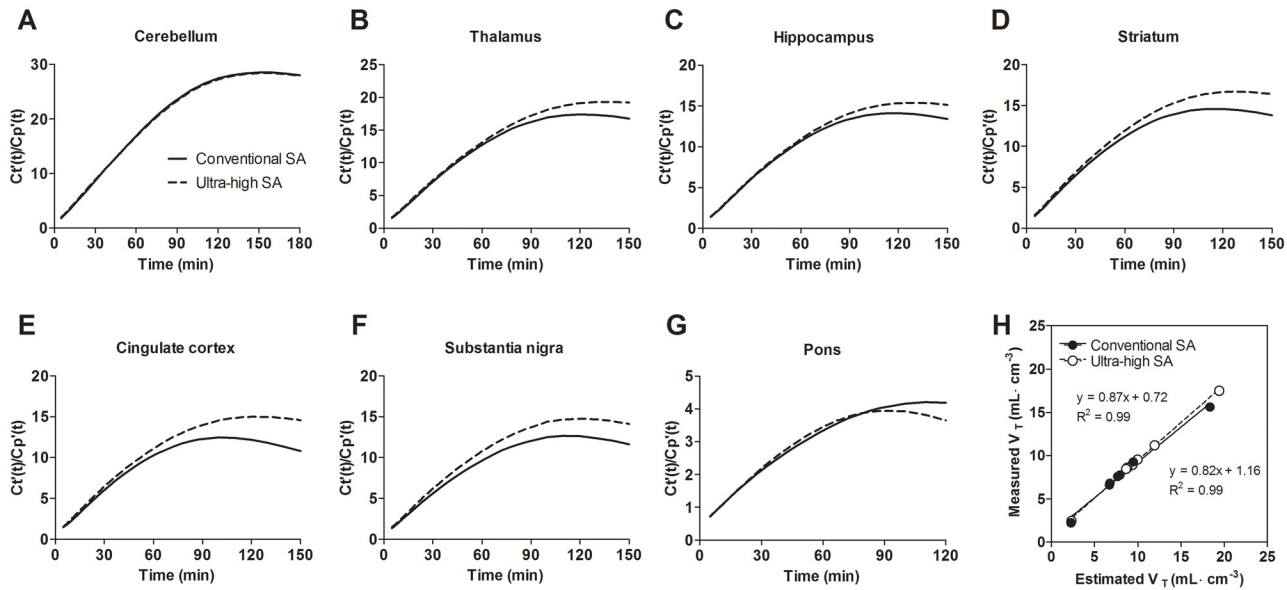 A
Cerebellum
Ct'(t)/Cp'(t)
30
20
10
0
Conventional SA
Ultra-high SA
0 30 60 90 120 150 180
Time (min)
B
Thalamus
Ct'(t)/Cp'(t)
25
20
15
10
5
0
0 30 60 90 120 150
Time (min)
C
Hippocampus
Ct'(t)/Cp'(t)
20
15
10
5
0
0 30 60 90 120 150
Time (min)
D
Striatum
Ct'(t)/Cp'(t)
20
15
10
5
0
0 30 60 90 120 150
Time (min)
E
Cingulate cortex
Ct'(t)/Cp'(t)
20
15
10
5
0
0 30 60 90 120 150
Time (min)
F
Substantia nigra
Ct'(t)/Cp'(t)
20
15
10
5
0
0 30 60 90 120 150
Time (min)
G
Pons
Ct'(t)/Cp'(t)
5
4
3
2
1
0
0 30 60 90 120
Time (min)
H
Measured V T (mL· cm⁻³)
25
20
15
10
5
0
Conventional SA
Ultra-high SA
y = 0.87x + 0.72
R² = 0.99
y = 0.82x + 1.16
R² = 0.99
0 5 10 15 20 25
Estimated V T (mL· cm⁻³)